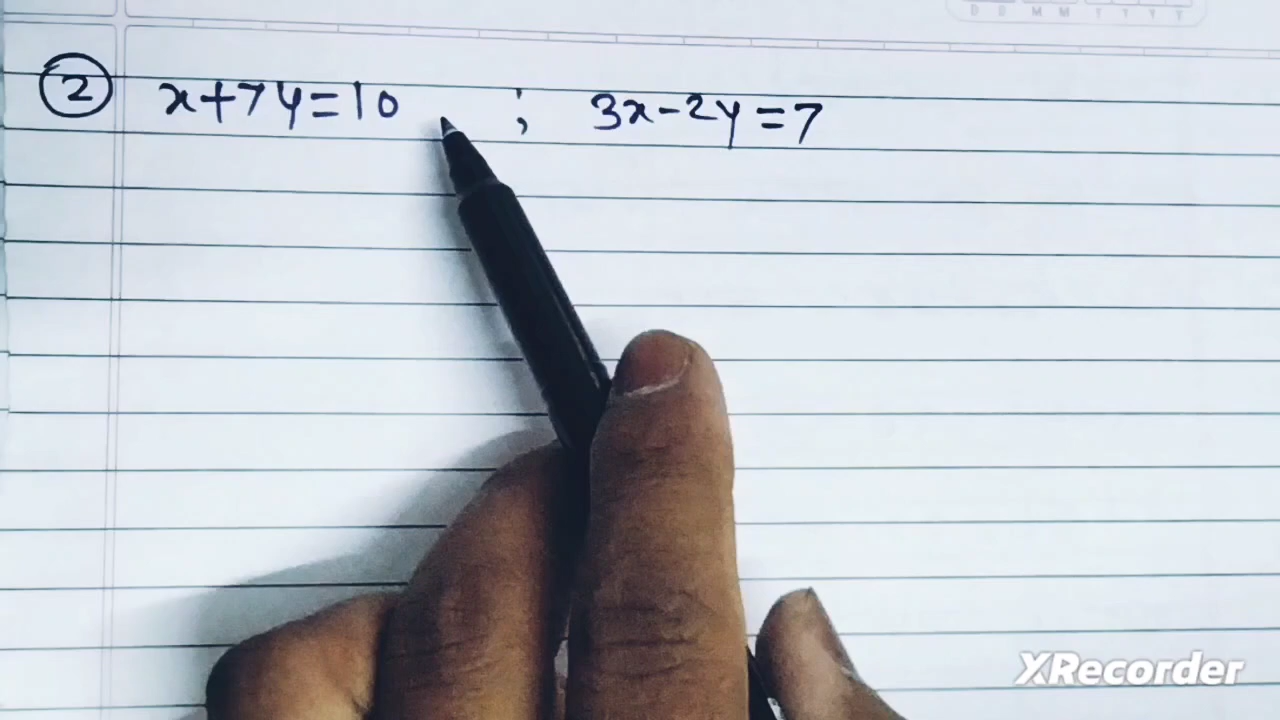 D D M M Y Y Y Y
② x+7y=10 ; 3x-2y=7
XRecorder